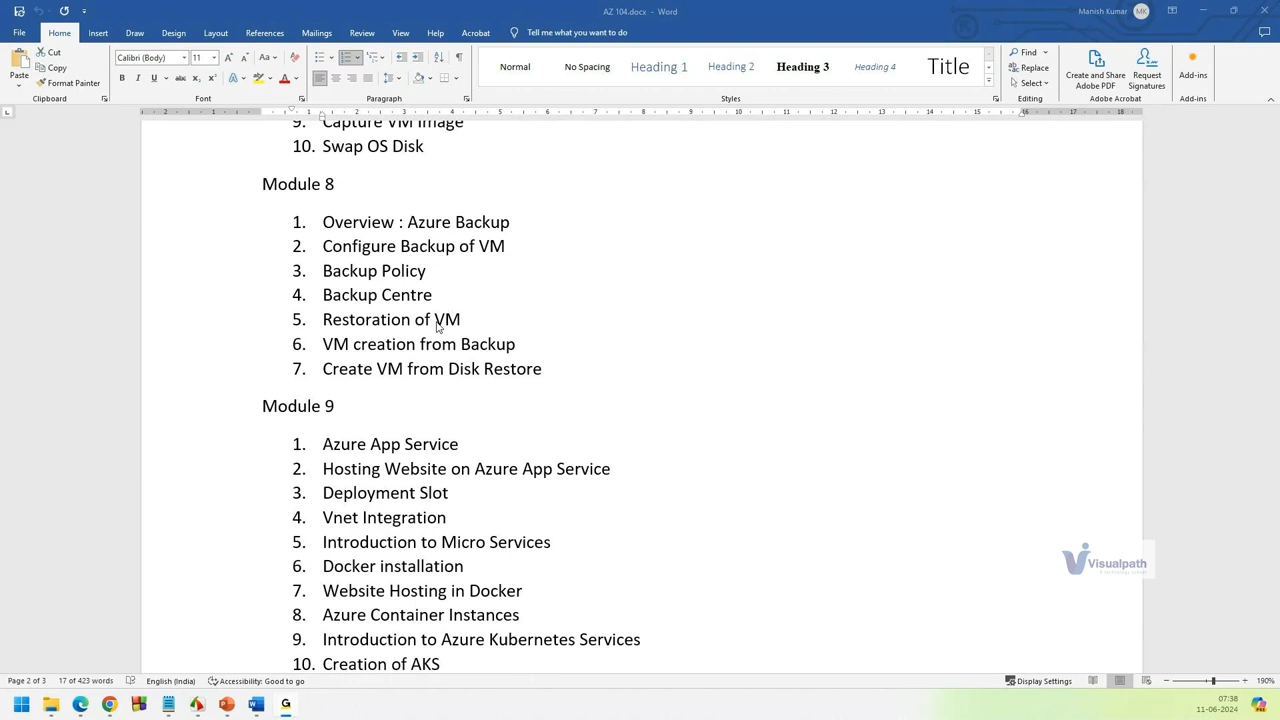 AZ 104.docx - Word
Manish Kumar MK
File Home Insert Draw Design Layout References Mailings Review View Help Acrobat Tell me what you want to do
Paste
Cut
Copy
Format Painter
Clipboard
Calibri (Body) 11
Font
Paragraph
Normal No Spacing Heading 1 Heading 2 Heading 3 Heading 4 Title
Styles
Find
Replace
Select
Editing
Create and Share Adobe PDF
Request Signatures
Adobe Acrobat
Add-ins
Add-ins
9. Capture VM Image
10. Swap OS Disk
Module 8
1. Overview : Azure Backup
2. Configure Backup of VM
3. Backup Policy
4. Backup Centre
5. Restoration of VM
6. VM creation from Backup
7. Create VM from Disk Restore
Module 9
1. Azure App Service
2. Hosting Website on Azure App Service
3. Deployment Slot
4. Vnet Integration
5. Introduction to Micro Services
6. Docker installation
7. Website Hosting in Docker
8. Azure Container Instances
9. Introduction to Azure Kubernetes Services
10. Creation of AKS
Visualpath
Page 2 of 3 17 of 423 words English (India) Accessibility: Good to go Display Settings 190%
07:38
11-06-2024